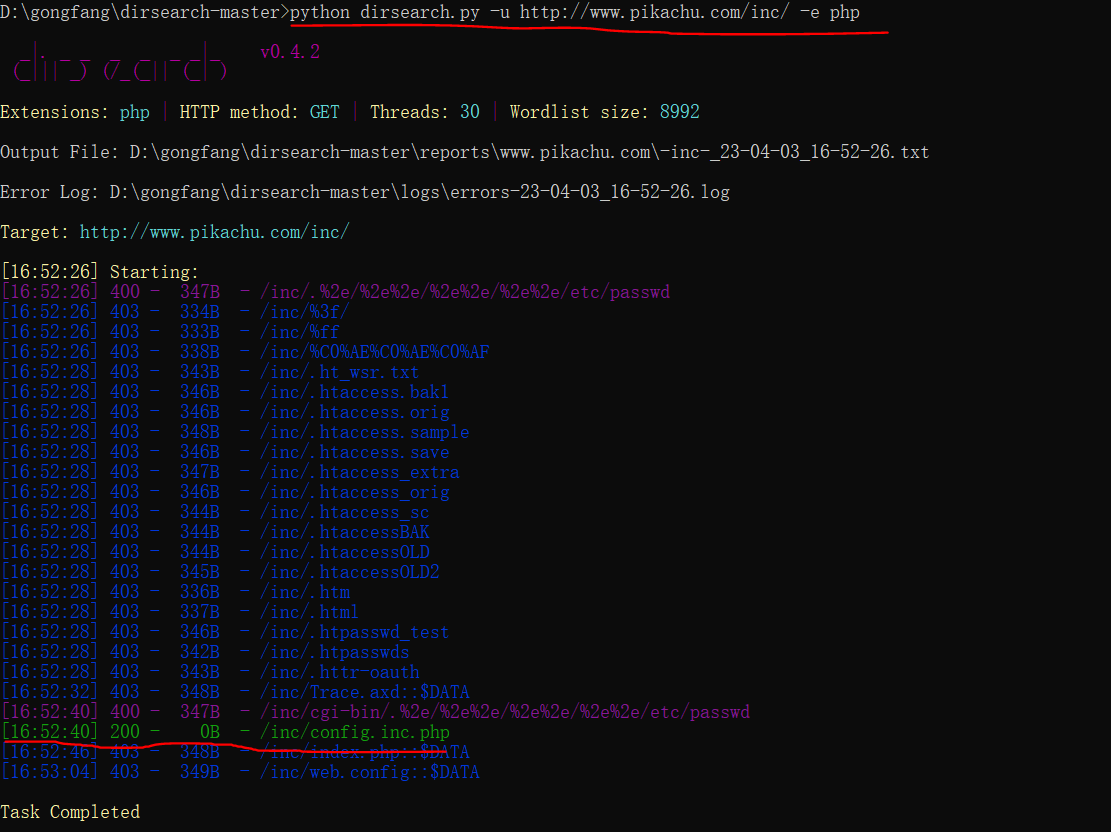 D:\gongfang\dirsearch-master>python dirsearch.py -u http://www.pikachu.com/inc/ -e php
dirsearch v0.4.2
Extensions: php | HTTP method: GET | Threads: 30 | Wordlist size: 8992
Output File: D:\gongfang\dirsearch-master\reports\www.pikachu.com\-inc-_23-04-03_16-52-26.txt
Error Log: D:\gongfang\dirsearch-master\logs\errors-23-04-03_16-52-26.log
Target: http://www.pikachu.com/inc/
[16:52:26] Starting:
[16:52:26] 400 -  347B  - /inc/.%2e/%2e%2e/%2e%2e/%2e%2e/etc/passwd
[16:52:26] 403 -  334B  - /inc/%3f/
[16:52:26] 403 -  333B  - /inc/%ff
[16:52:26] 403 -  338B  - /inc/%C0%AE%C0%AE%C0%AF
[16:52:28] 403 -  343B  - /inc/.ht_wsr.txt
[16:52:28] 403 -  346B  - /inc/.htaccess.bak1
[16:52:28] 403 -  346B  - /inc/.htaccess.orig
[16:52:28] 403 -  348B  - /inc/.htaccess.sample
[16:52:28] 403 -  346B  - /inc/.htaccess.save
[16:52:28] 403 -  347B  - /inc/.htaccess_extra
[16:52:28] 403 -  346B  - /inc/.htaccess_orig
[16:52:28] 403 -  344B  - /inc/.htaccess_sc
[16:52:28] 403 -  344B  - /inc/.htaccessBAK
[16:52:28] 403 -  344B  - /inc/.htaccessOLD
[16:52:28] 403 -  345B  - /inc/.htaccessOLD2
[16:52:28] 403 -  336B  - /inc/.htm
[16:52:28] 403 -  337B  - /inc/.html
[16:52:28] 403 -  346B  - /inc/.htpasswd_test
[16:52:28] 403 -  342B  - /inc/.htpasswds
[16:52:28] 403 -  343B  - /inc/.httr-oauth
[16:52:32] 403 -  348B  - /inc/Trace.axd::$DATA
[16:52:40] 400 -  347B  - /inc/cgi-bin/.%2e/%2e%2e/%2e%2e/%2e%2e/etc/passwd
[16:52:40] 200 -    0B  - /inc/config.inc.php
[16:52:46] 403 -  348B  - /inc/index.php::$DATA
[16:53:04] 403 -  349B  - /inc/web.config::$DATA
Task Completed